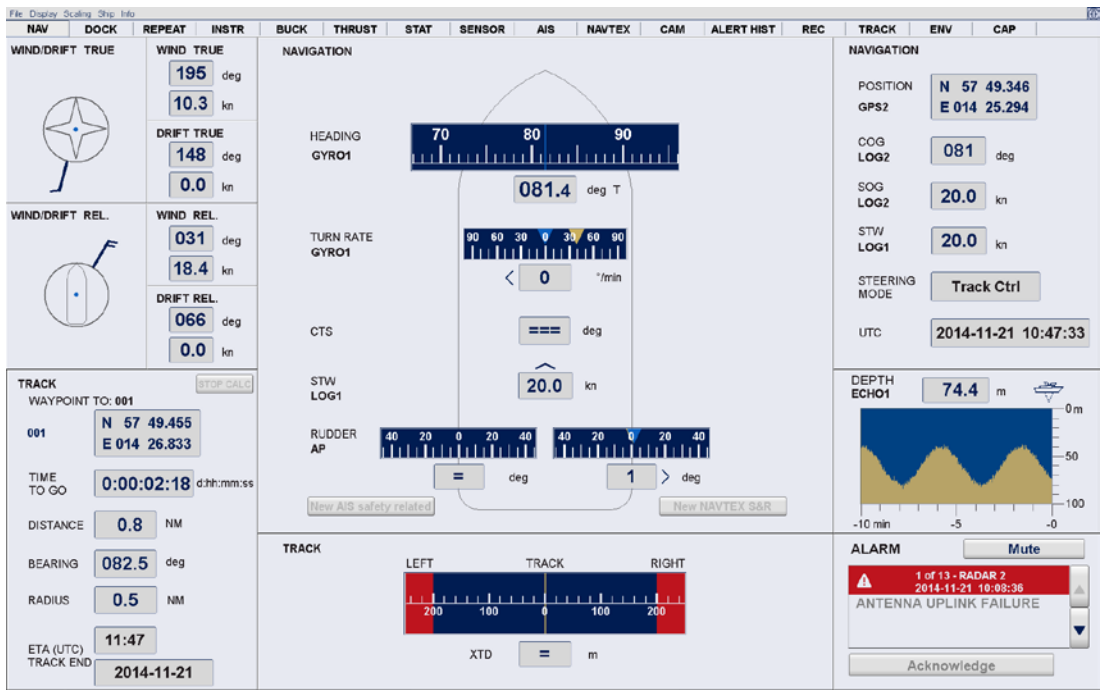 File Display Scaling Ship Info
NAV DOCK REPEAT INSTR BUCK THRUST STAT SENSOR AIS NAVTEX CAM ALERT HIST REC TRACK ENV CAP
WIND/DRIFT TRUE
WIND TRUE
195 deg
10.3 kn
DRIFT TRUE
148 deg
0.0 kn
WIND/DRIFT REL.
WIND REL.
031 deg
18.4 kn
DRIFT REL.
066 deg
0.0 kn
TRACK
STOP CALC
WAYPOINT TO: 001
001
N 57 49.455
E 014 26.833
TIME
TO GO
0:00:02:18 d:hh:mm:ss
DISTANCE 0.8 NM
BEARING 082.5 deg
RADIUS 0.5 NM
ETA (UTC)
TRACK END
11:47
2014-11-21
NAVIGATION
HEADING
GYRO1
70 80 90
081.4 deg T
TURN RATE
GYRO1
90 60 30 0 30 60 90
< 0 °/min
CTS === deg
STW
LOG1
20.0 kn
RUDDER
AP
40 20 0 20 40
40 20 0 20 40
= deg
1 > deg
New AIS safety related
New NAVTEX S&R
TRACK
LEFT TRACK RIGHT
200 100 0 100 200
XTD = m
NAVIGATION
POSITION
GPS2
N 57 49.346
E 014 25.294
COG
LOG2
081 deg
SOG
LOG2
20.0 kn
STW
LOG1
20.0 kn
STEERING
MODE
Track Ctrl
UTC 2014-11-21 10:47:33
DEPTH
ECHO1
74.4 m
0 m
50
100
-10 min -5 -0
ALARM
Mute
1 of 13 - RADAR 2
2014-11-21 10:08:36
ANTENNA UPLINK FAILURE
Acknowledge